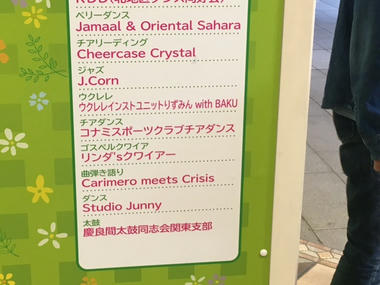 ベリーダンス
Jamaal & Oriental Sahara
チアリーディング
Cheercase Crystal
ジャズ
J.Corn
ウクレレ
ウクレレインストユニットりずみん with BAKU
チアダンス
コナミスポーツクラブチアダンス
ゴスペルクワイア
リンダ'sクワイアー
曲弾き語り
Carimero meets Crisis
ダンス
Studio Junny
太鼓
慶良間太鼓同志会関東支部